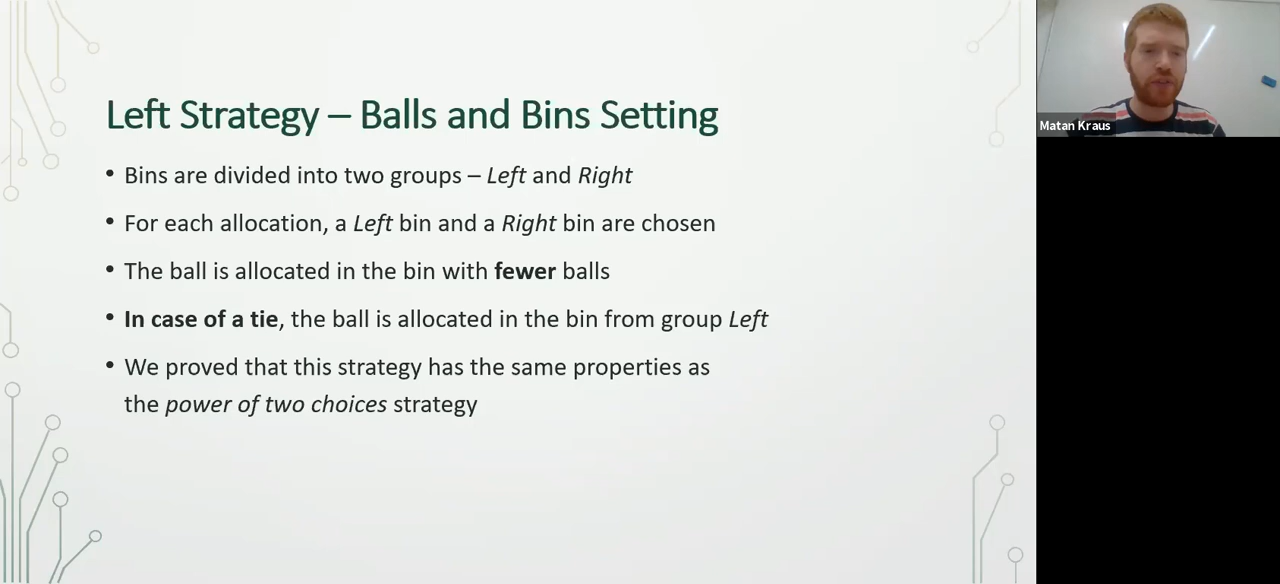 Left Strategy – Balls and Bins Setting
• Bins are divided into two groups – Left and Right
• For each allocation, a Left bin and a Right bin are chosen
• The ball is allocated in the bin with fewer balls
• In case of a tie, the ball is allocated in the bin from group Left
• We proved that this strategy has the same properties as
the power of two choices strategy
Matan Kraus